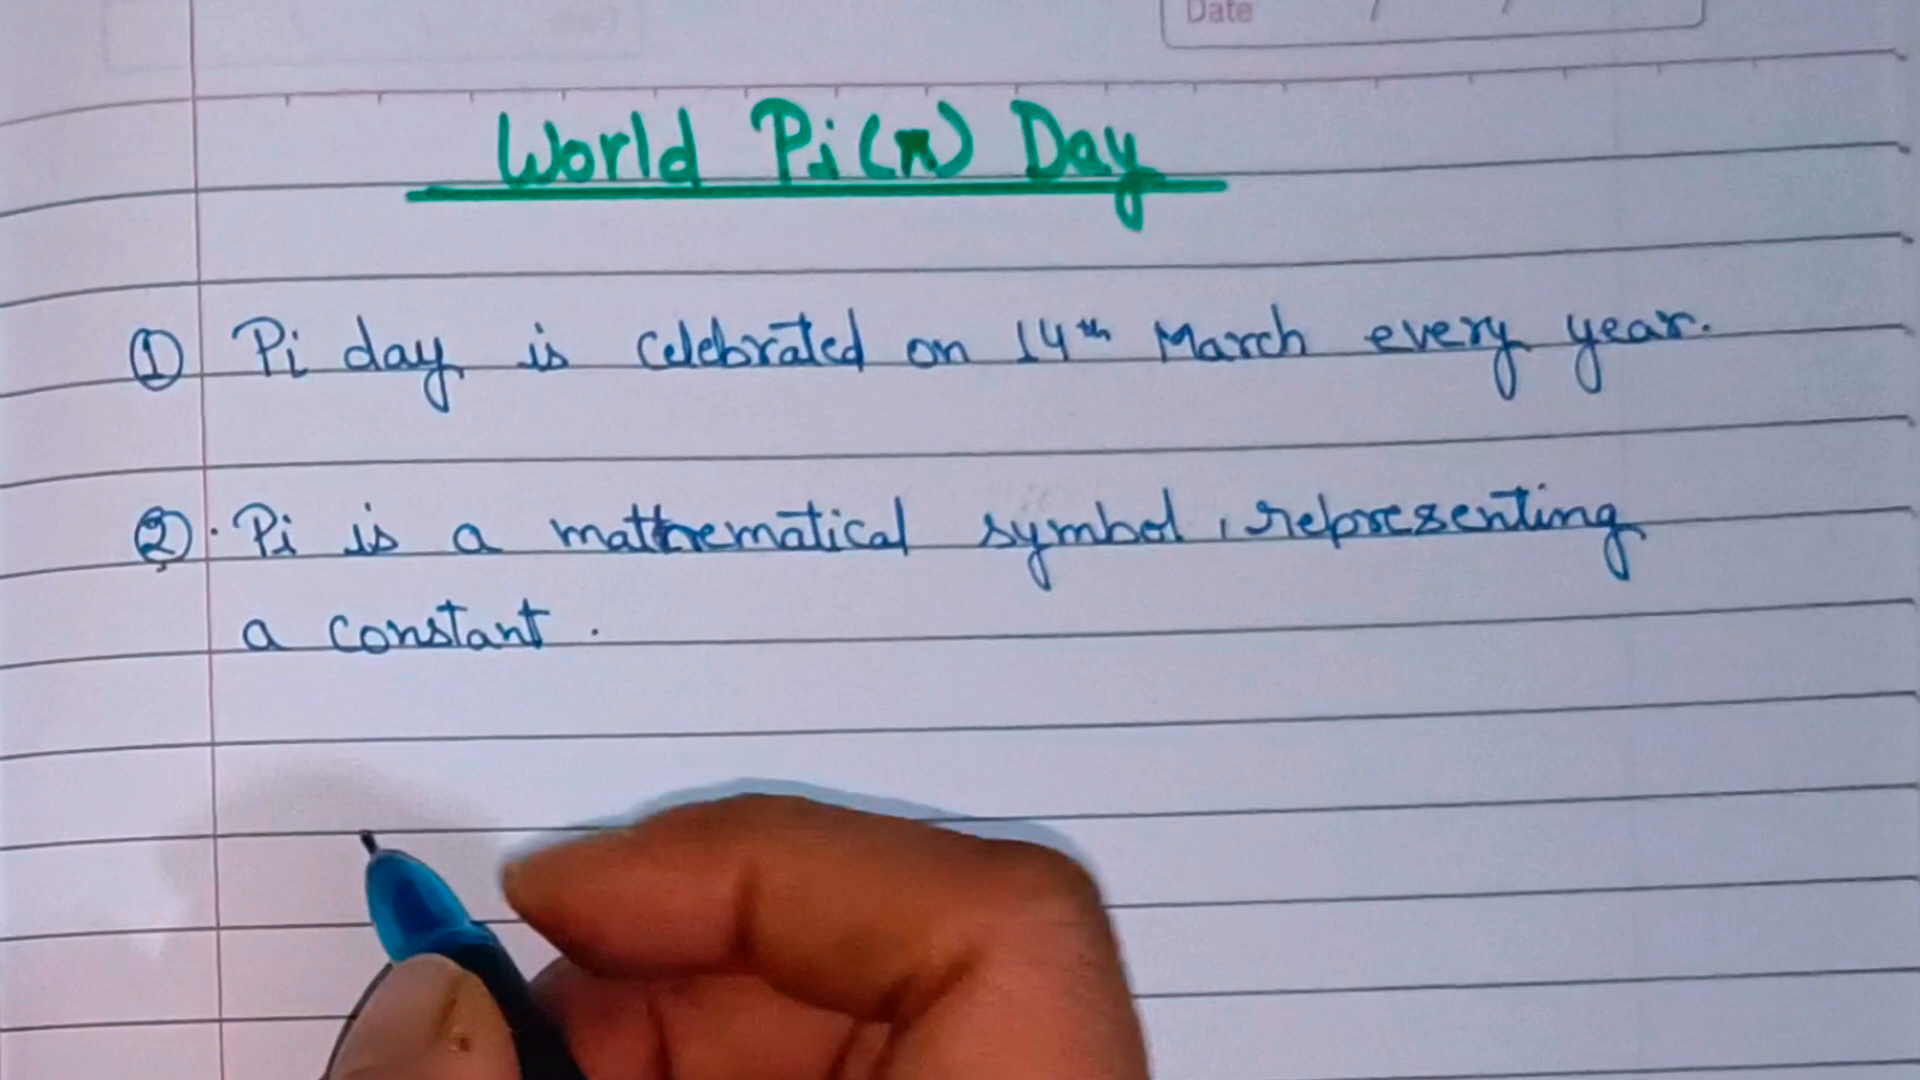 Date / /
World Pi(π) Day
① Pi day is celebrated on 14th March every year.
②. Pi is a mathematical symbol, representing
a constant.